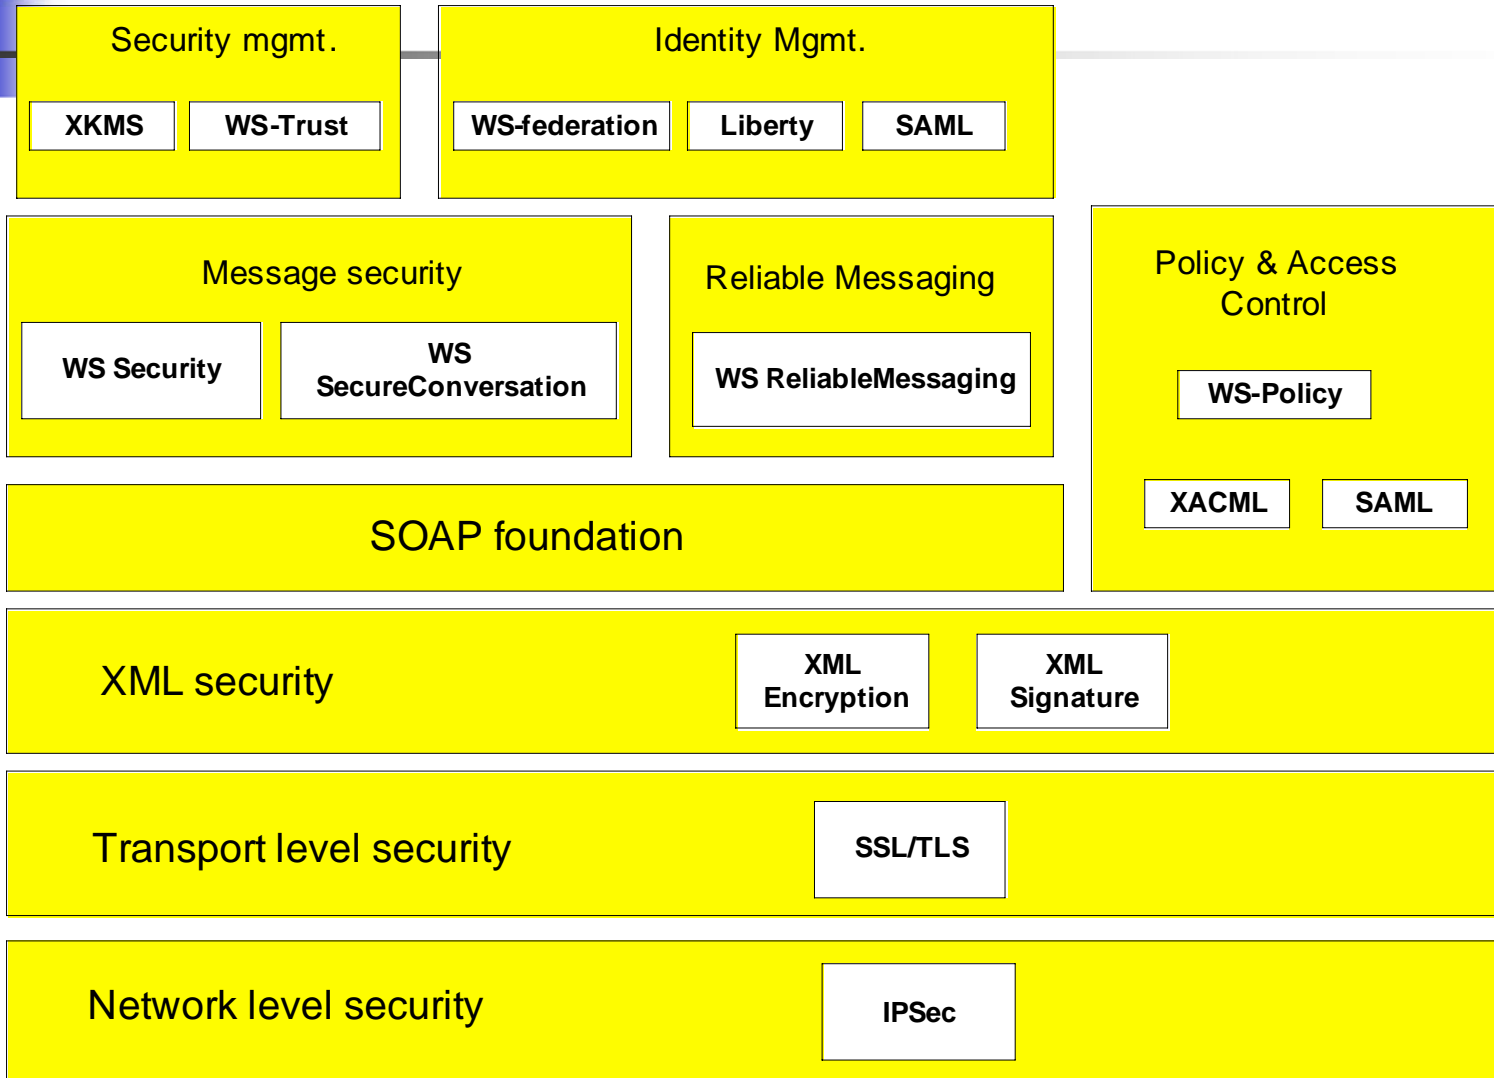 Security mgmt.
XKMS
WS-Trust
Identity Mgmt.
WS-federation
Liberty
SAML
Message security
WS Security
WS
SecureConversation
Reliable Messaging
WS ReliableMessaging
Policy & Access
Control
WS-Policy
XACML
SAML
SOAP foundation
XML security
XML
Encryption
XML
Signature
Transport level security
SSL/TLS
Network level security
IPSec